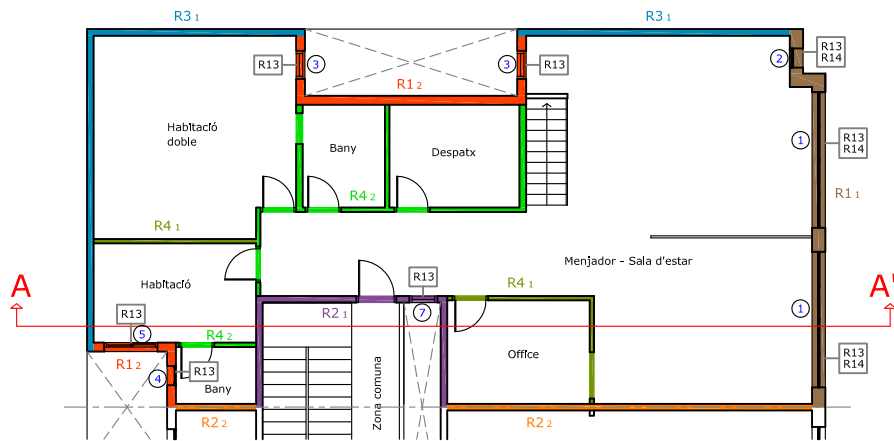 R3 1
R3 1
R13
3
3
R13
2
R13
R14
R1 2
Habitació
doble
Bany
Despatx
1
R13
R14
R4 2
R1 1
R4 1
Menjador - Sala d'estar
A
Habitació
R13
R4 1
A'
R13
5
R2 1
7
1
R4 2
R1 2
4
R13
Bany
Zona comuna
Office
R13
R14
R2 2
R2 2